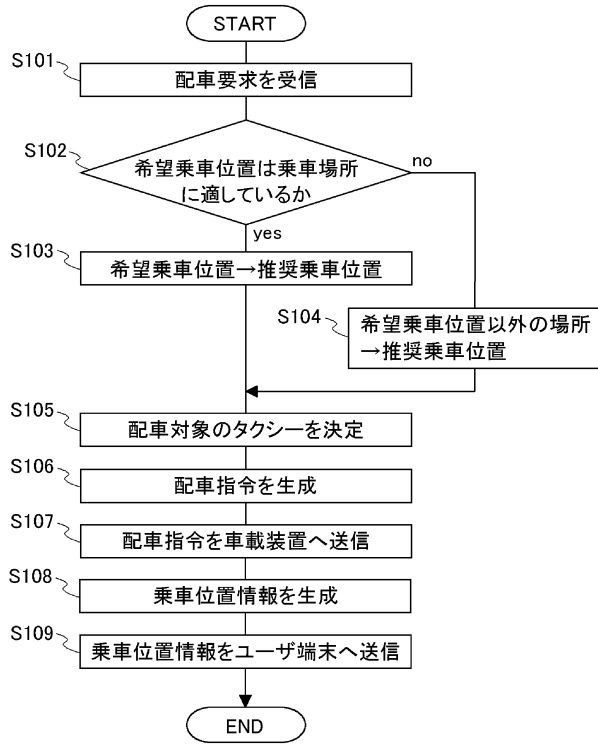 START
S101
配車要求を受信
S102
希望乗車位置は乗車場所
に適しているか
no
yes
S103
希望乗車位置→推奨乗車位置
S104
希望乗車位置以外の場所
→推奨乗車位置
S105
配車対象のタクシーを決定
S106
配車指令を生成
S107
配車指令を車載装置へ送信
S108
乗車位置情報を生成
S109
乗車位置情報をユーザ端末へ送信
END